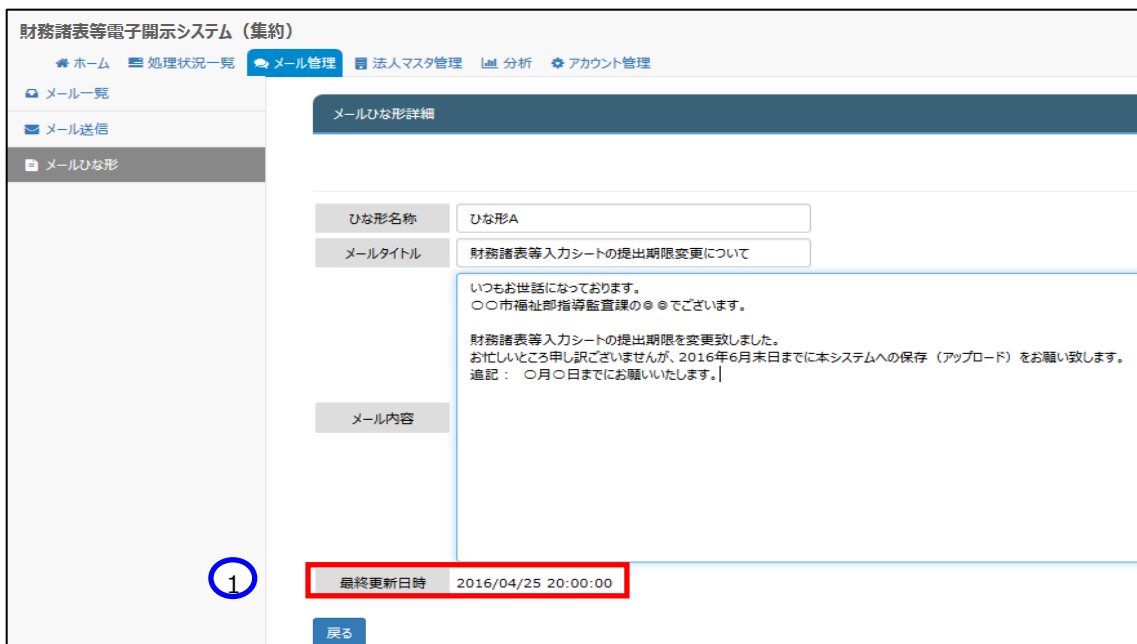 財務諸表等電子開示システム（集約）
ホーム 処理状況一覧 メール管理 法人マスタ管理 分析 アカウント管理
メール一覧
メール送信
メールひな形
メールひな形詳細
ひな形名称 ひな形A
メールタイトル 財務諸表等入力シートの提出期限変更について
メール内容
いつもお世話になっております。
〇〇市福祉部指導監査課の◎◎でございます。
財務諸表等入力シートの提出期限を変更致しました。
お忙しいところ申し訳ございませんが、2016年6月末日までに本システムへの保存（アップロード）をお願い致します。
追記： 〇月〇日までにお願いいたします。
1
最終更新日時 2016/04/25 20:00:00
戻る